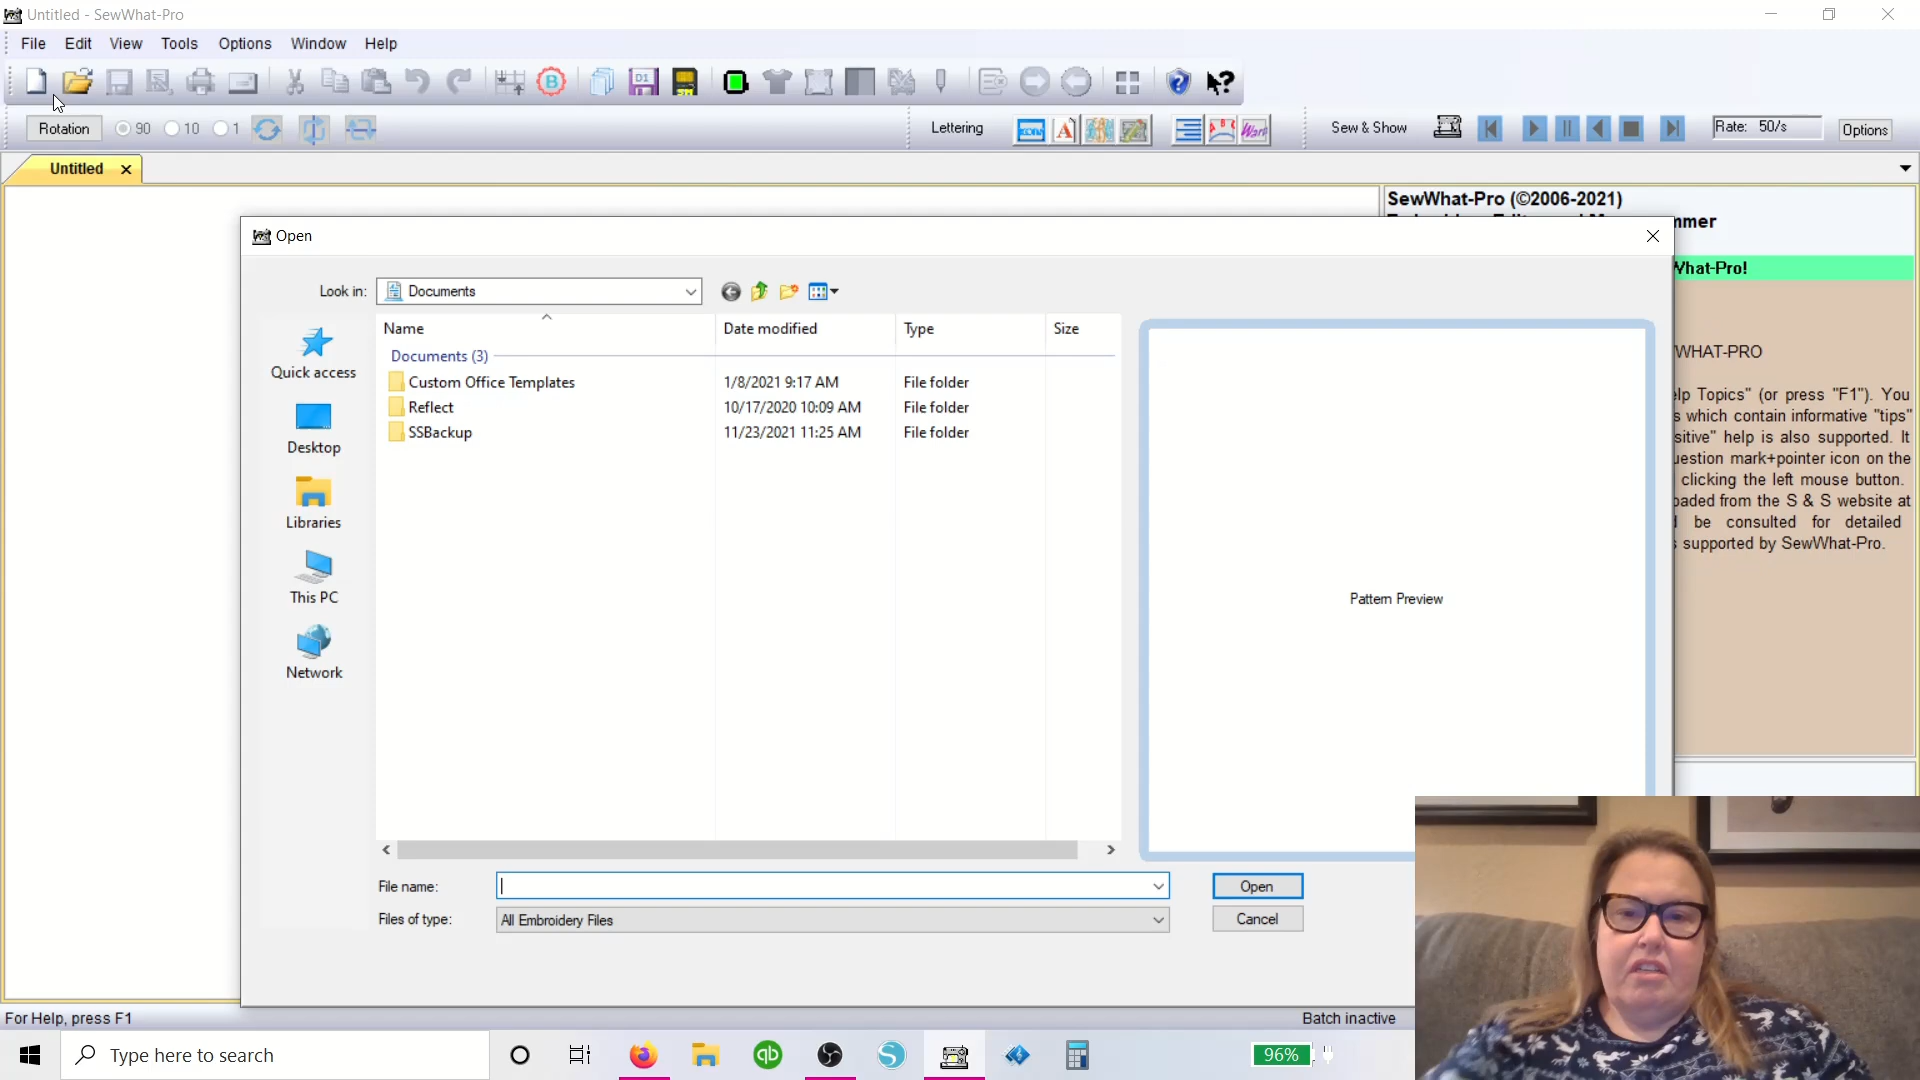 Untitled - SewWhat-Pro
File Edit View Tools Options Window Help
B
D1
Rotation 90 10 1
Lettering
A
Sew & Show
Rate: 50/s
Options
Untitled
SewWhat-Pro (©2006-2021)
mmer
What-Pro!
WHAT-PRO
lp Topics" (or press "F1"). You
s which contain informative "tips"
sitive" help is also supported. It
uestion mark+pointer icon on the
clicking the left mouse button.
oaded from the S & S website at
be consulted for detailed
s supported by SewWhat-Pro.
Open
Look in: Documents
Quick access
Desktop
Libraries
This PC
Network
Name Date modified Type Size
Documents (3)
Custom Office Templates 1/8/2021 9:17 AM File folder
Reflect 10/17/2020 10:09 AM File folder
SSBackup 11/23/2021 11:25 AM File folder
Pattern Preview
File name: Open
Files of type: All Embroidery Files Cancel
For Help, press F1
Batch inactive
Type here to search
qb
S
96%